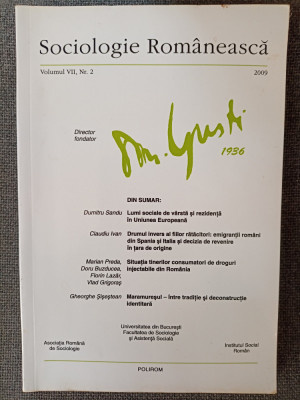 Sociologie Românească
Volumul VII, Nr. 2 2009
Director
fondator
Dm. Gusti
1936
DIN SUMAR:
Dumitru Sandu Lumi sociale de vârstă și rezidență
în Uniunea Europeană
Claudiu Ivan Drumul invers al fiilor rătăcitori: emigranții români
din Spania și Italia și decizia de revenire
în țara de origine
Marian Preda, Situația tinerilor consumatori de droguri
Doru Buzducea, injectabile din România
Florin Lazăr,
Vlad Grigoraș
Gheorghe Șișeștean Maramureșul – între tradiție și deconstrucție
identitară
Universitatea din București
Facultatea de Sociologie
și Asistență Socială
Asociația Română Institutul Social
de Sociologie Român
POLIROM